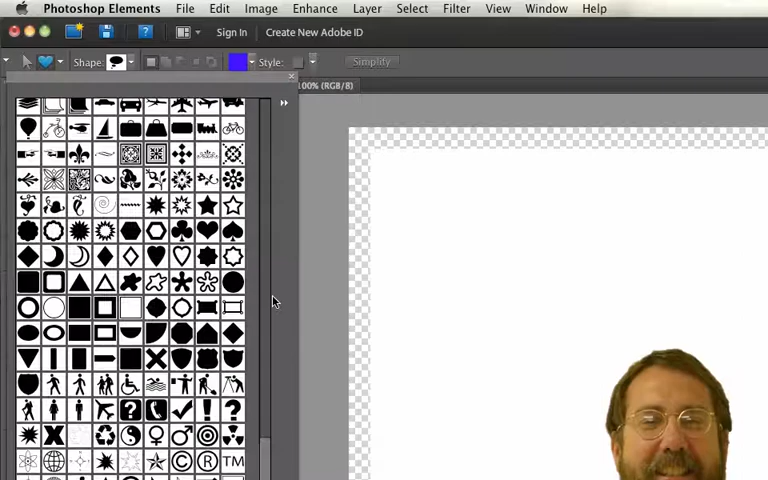 Photoshop Elements File Edit Image Enhance Layer Select Filter View Window Help
Sign In Create New Adobe ID
Shape: Style: Simplify
100% (RGB/8)
? ! ?
© ® TM